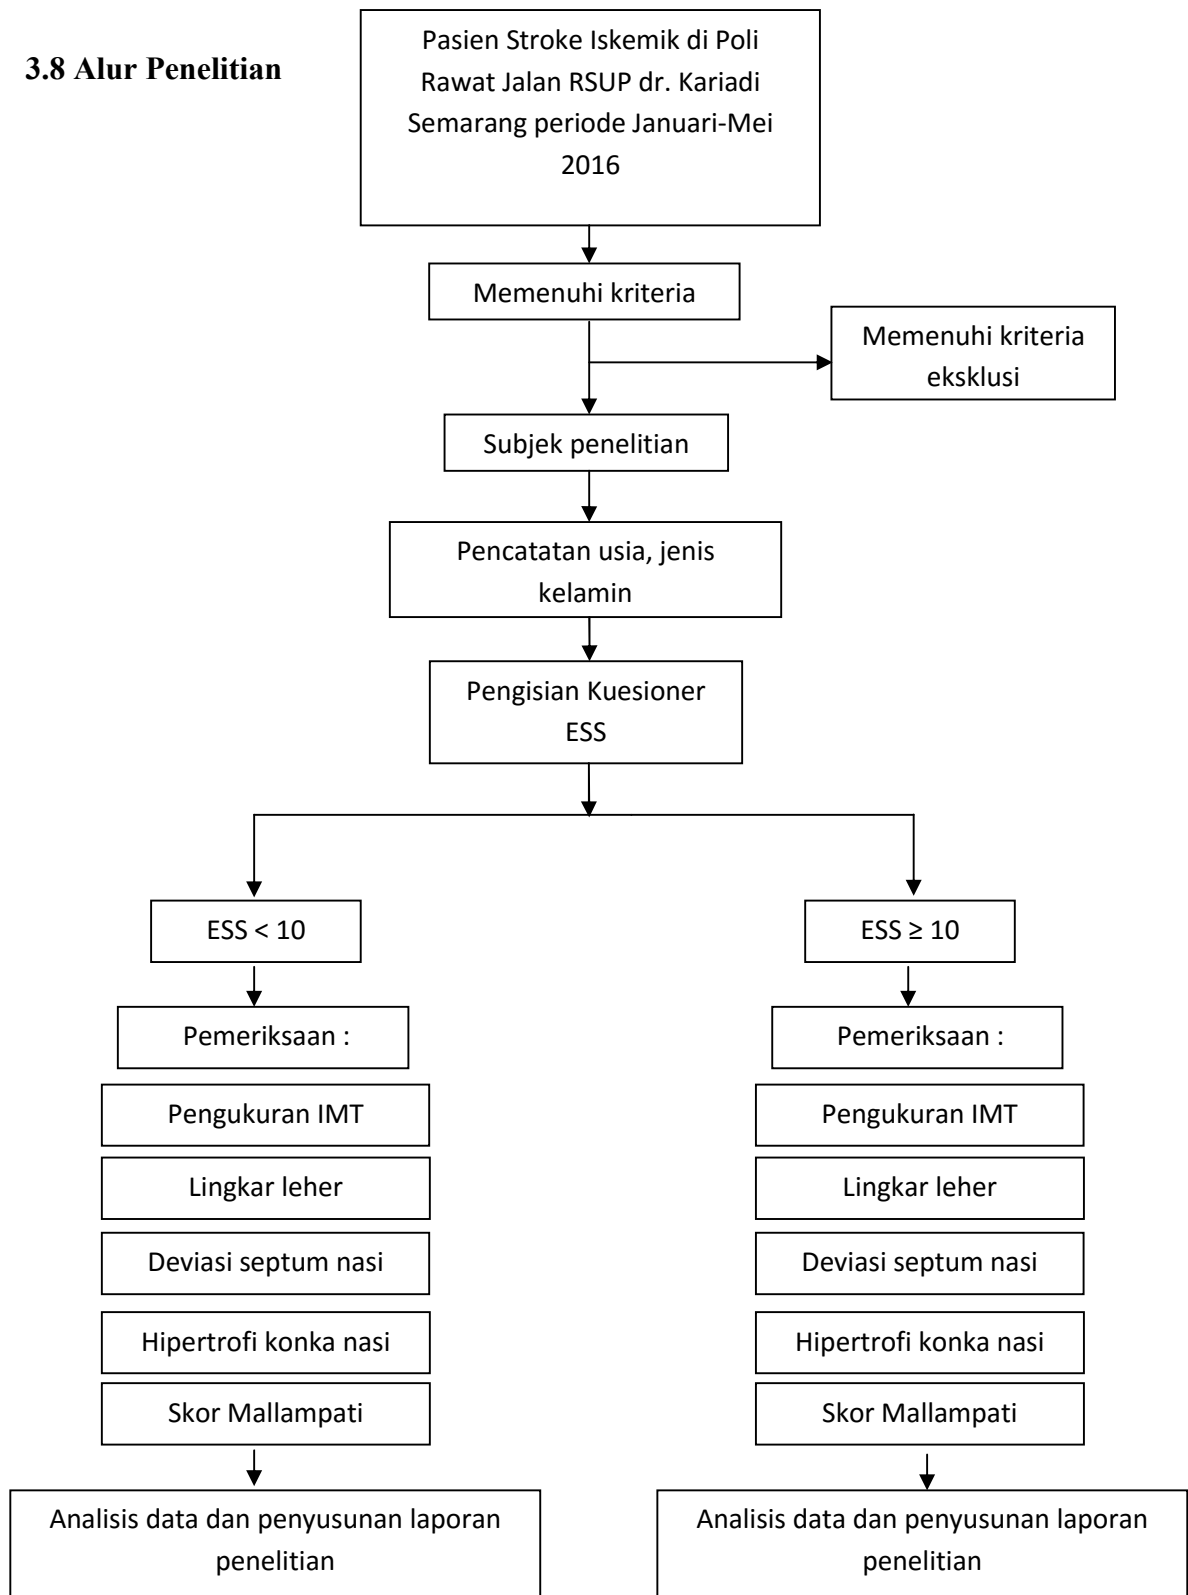 3.8 Alur Penelitian
Pasien Stroke Iskemik di Poli
Rawat Jalan RSUP dr. Kariadi
Semarang periode Januari-Mei
2016
Memenuhi kriteria
Memenuhi kriteria
eksklusi
Subjek penelitian
Pencatatan usia, jenis
kelamin
Pengisian Kuesioner
ESS
ESS < 10
Pemeriksaan :
Pengukuran IMT
Lingkar leher
Deviasi septum nasi
Hipertrofi konka nasi
Skor Mallampati
Analisis data dan penyusunan laporan
penelitian
ESS ≥ 10
Pemeriksaan :
Pengukuran IMT
Lingkar leher
Deviasi septum nasi
Hipertrofi konka nasi
Skor Mallampati
Analisis data dan penyusunan laporan
penelitian